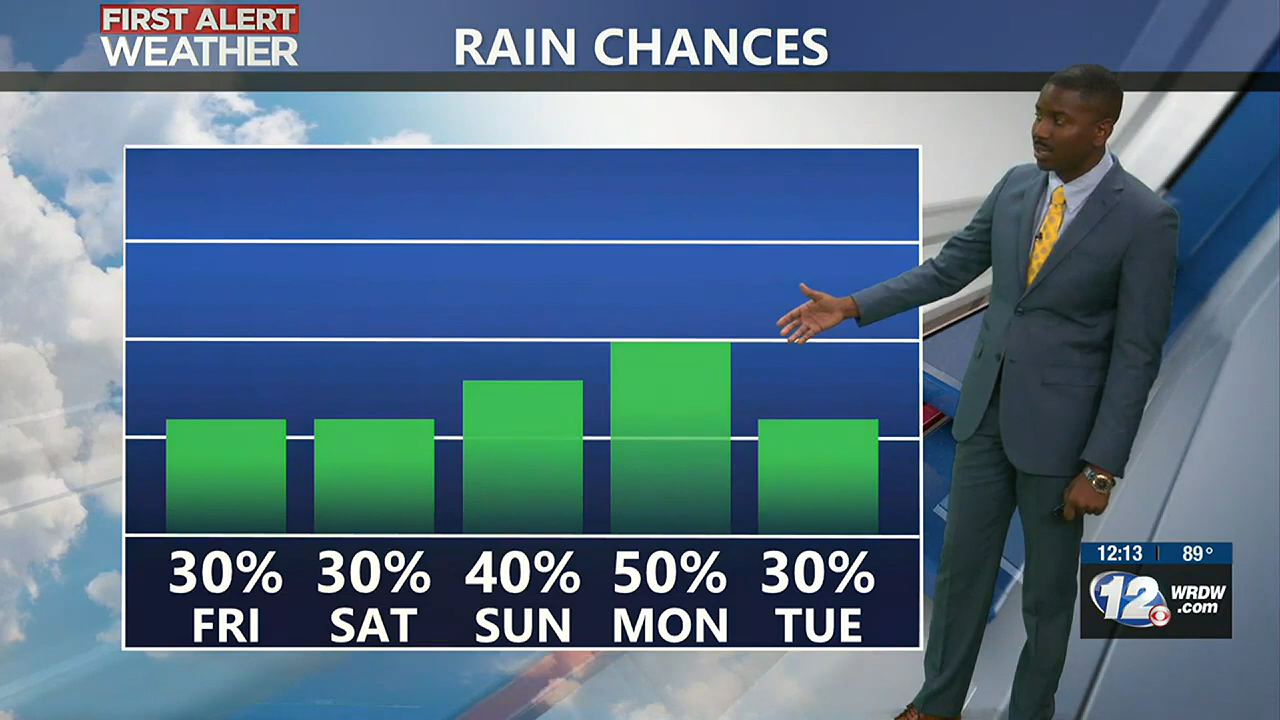 FIRST ALERT
WEATHER
RAIN CHANCES
30% 30% 40% 50% 30%
FRI SAT SUN MON TUE
12:13 89°
12 WRDW
.com